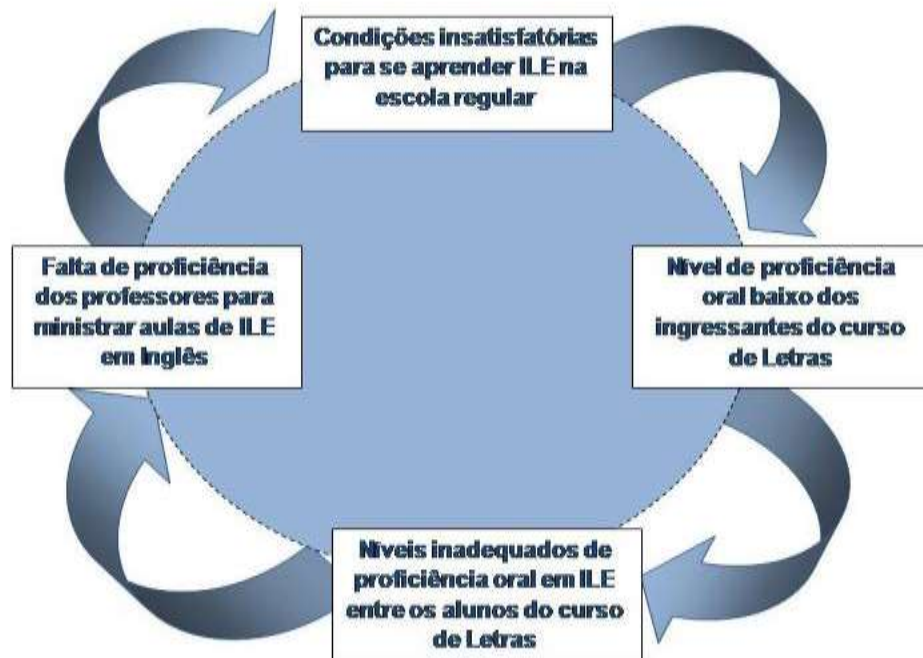 Condições insatisfatórias
para se aprender ILE na
escola regular
Nível de proficiência
oral baixo dos
ingressantes do curso
de Letras
Níveis inadequados de
proficiência oral em ILE
entre os alunos do curso
de Letras
Falta de proficiência
dos professores para
ministrar aulas de ILE
em Inglês